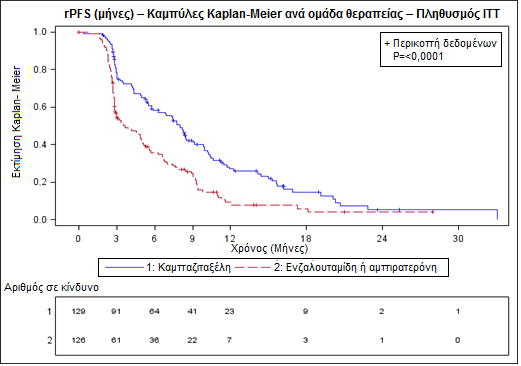 rPFS (μήνες) – Καμπύλες Kaplan-Meier ανά ομάδα θεραπείας – Πληθυσμός ITT
+ Περικοπή δεδομένων
P=<0,0001
Εκτίμηση Kaplan- Meier
1.0
0.8
0.6
0.4
0.2
0.0
0 3 6 9 12 18 24 30
Χρόνος (Μήνες)
1: Καμπαζιταξέλη 2: Ενζαλουταμίδη ή αμπιρατερόνη
Αριθμός σε κίνδυνο
1 129 91 64 41 23 9 2 1
2 126 61 36 22 7 3 1 0